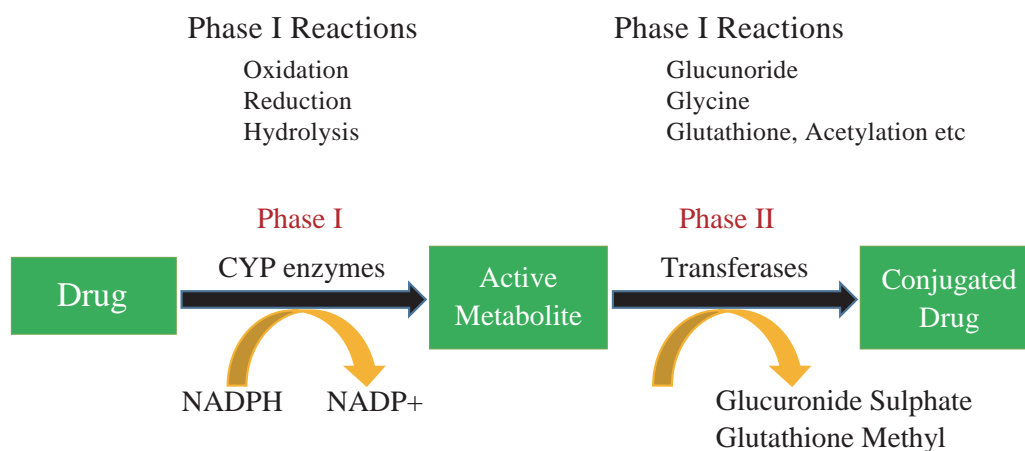 Phase I Reactions
Oxidation
Reduction
Hydrolysis
Phase I Reactions
Glucunoride
Glycine
Glutathione, Acetylation etc
Phase I
Phase II
Drug
CYP enzymes
Active
Metabolite
Transferases
Conjugated
Drug
NADPH
NADP+
Glucuronide Sulphate
Glutathione Methyl